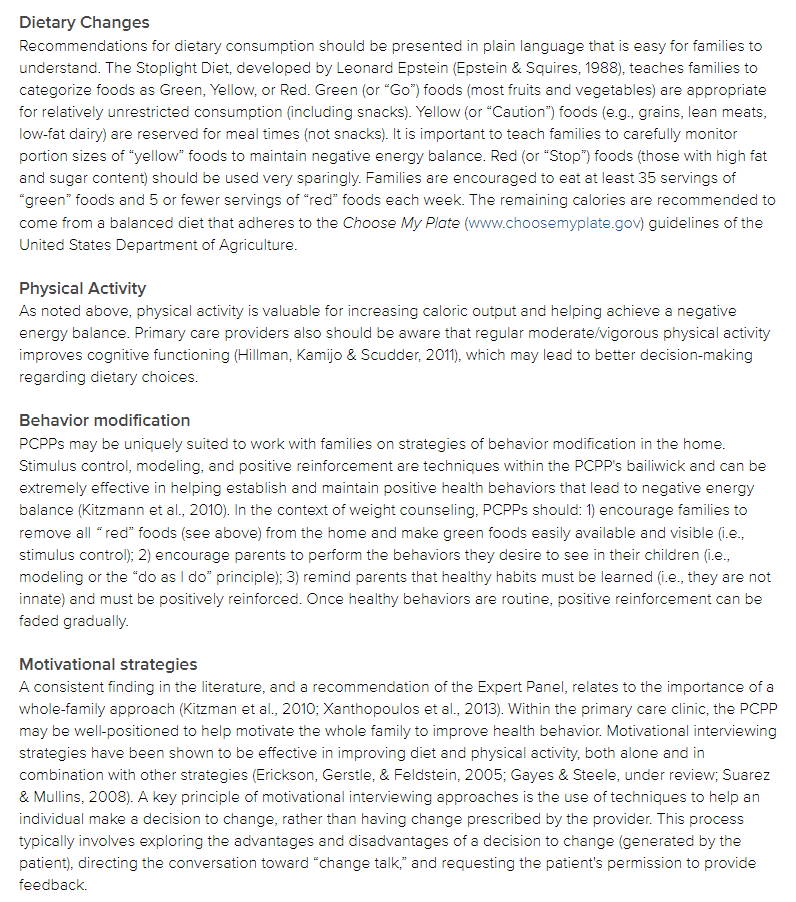 Dietary Changes
Recommendations for dietary consumption should be presented in plain language that is easy for families to
understand. The Stoplight Diet, developed by Leonard Epstein (Epstein & Squires, 1988), teaches families to
categorize foods as Green, Yellow, or Red. Green (or “Go”) foods (most fruits and vegetables) are appropriate
for relatively unrestricted consumption (including snacks). Yellow (or “Caution”) foods (e.g., grains, lean meats,
low-fat dairy) are reserved for meal times (not snacks). It is important to teach families to carefully monitor
portion sizes of “yellow” foods to maintain negative energy balance. Red (or “Stop”) foods (those with high fat
and sugar content) should be used very sparingly. Families are encouraged to eat at least 35 servings of
“green” foods and 5 or fewer servings of “red” foods each week. The remaining calories are recommended to
come from a balanced diet that adheres to the Choose My Plate (www.choosemyplate.gov) guidelines of the
United States Department of Agriculture.
Physical Activity
As noted above, physical activity is valuable for increasing caloric output and helping achieve a negative
energy balance. Primary care providers also should be aware that regular moderate/vigorous physical activity
improves cognitive functioning (Hillman, Kamijo & Scudder, 2011), which may lead to better decision-making
regarding dietary choices.
Behavior modification
PCPPs may be uniquely suited to work with families on strategies of behavior modification in the home.
Stimulus control, modeling, and positive reinforcement are techniques within the PCPP's bailiwick and can be
extremely effective in helping establish and maintain positive health behaviors that lead to negative energy
balance (Kitzmann et al., 2010). In the context of weight counseling, PCPPs should: 1) encourage families to
remove all “ red” foods (see above) from the home and make green foods easily available and visible (i.e.,
stimulus control); 2) encourage parents to perform the behaviors they desire to see in their children (i.e.,
modeling or the “do as I do” principle); 3) remind parents that healthy habits must be learned (i.e., they are not
innate) and must be positively reinforced. Once healthy behaviors are routine, positive reinforcement can be
faded gradually.
Motivational strategies
A consistent finding in the literature, and a recommendation of the Expert Panel, relates to the importance of a
whole-family approach (Kitzman et al., 2010; Xanthopoulos et al., 2013). Within the primary care clinic, the PCPP
may be well-positioned to help motivate the whole family to improve health behavior. Motivational interviewing
strategies have been shown to be effective in improving diet and physical activity, both alone and in
combination with other strategies (Erickson, Gerstle, & Feldstein, 2005; Gayes & Steele, under review; Suarez
& Mullins, 2008). A key principle of motivational interviewing approaches is the use of techniques to help an
individual make a decision to change, rather than having change prescribed by the provider. This process
typically involves exploring the advantages and disadvantages of a decision to change (generated by the
patient), directing the conversation toward “change talk,” and requesting the patient's permission to provide
feedback.